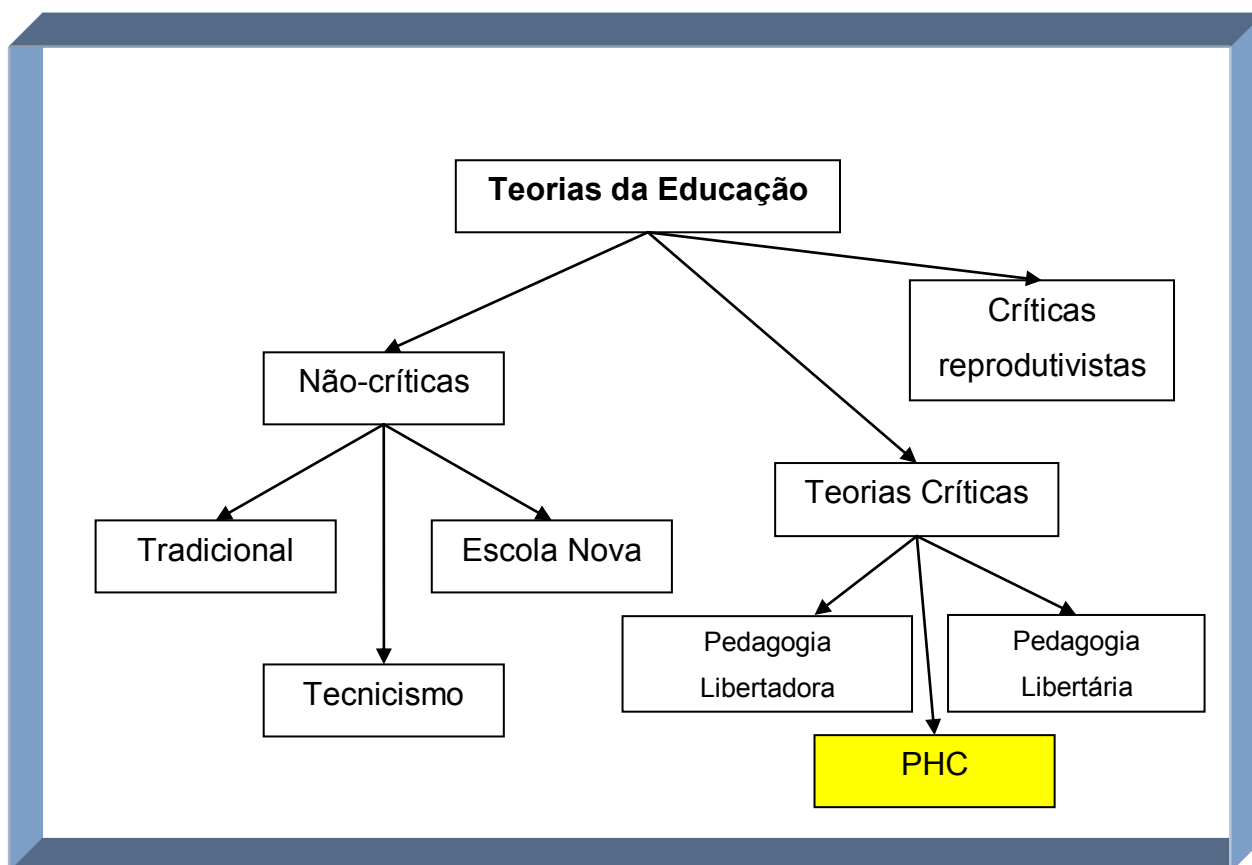 Teorias da Educação
Críticas
reprodutivistas
Não-críticas
Teorias Críticas
Tradicional
Escola Nova
Tecnicismo
Pedagogia
Libertadora
Pedagogia
Libertária
PHC